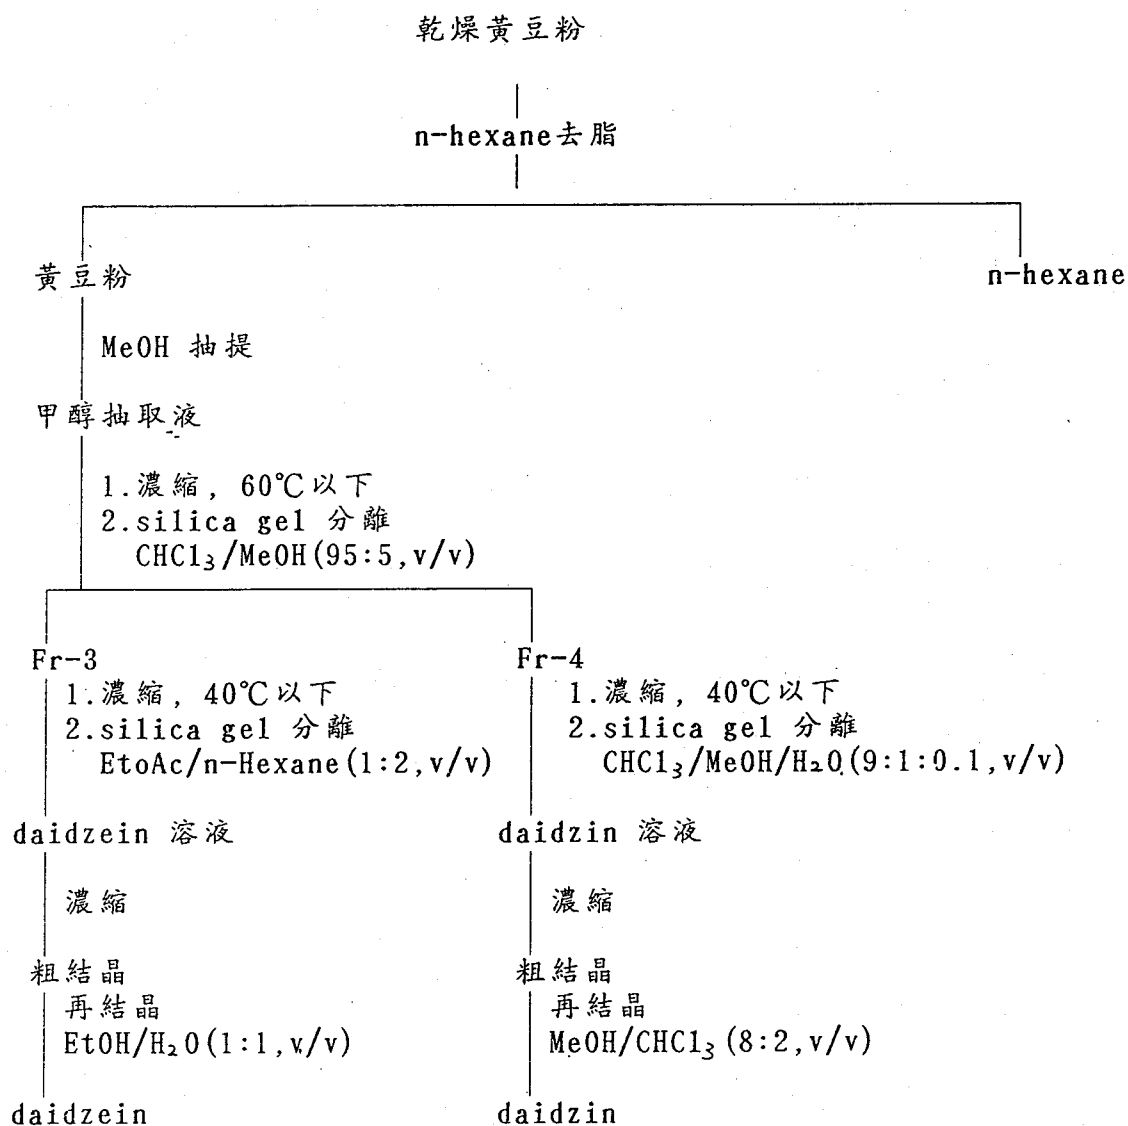 乾燥黃豆粉
n-hexane去脂
黃豆粉
n-hexane
MeOH 抽提
甲醇抽取液
1.濃縮, 60℃以下
2.silica gel 分離
CHCl₃/MeOH(95:5,v/v)
Fr-3
1.濃縮, 40℃以下
2.silica gel 分離
EtoAc/n-Hexane(1:2,v/v)
daidzein 溶液
濃縮
粗結晶
再結晶
EtOH/H₂O(1:1,v/v)
daidzein
Fr-4
1.濃縮, 40℃以下
2.silica gel 分離
CHCl₃/MeOH/H₂O(9:1:0.1,v/v)
daidzin 溶液
濃縮
粗結晶
再結晶
MeOH/CHCl₃(8:2,v/v)
daidzin